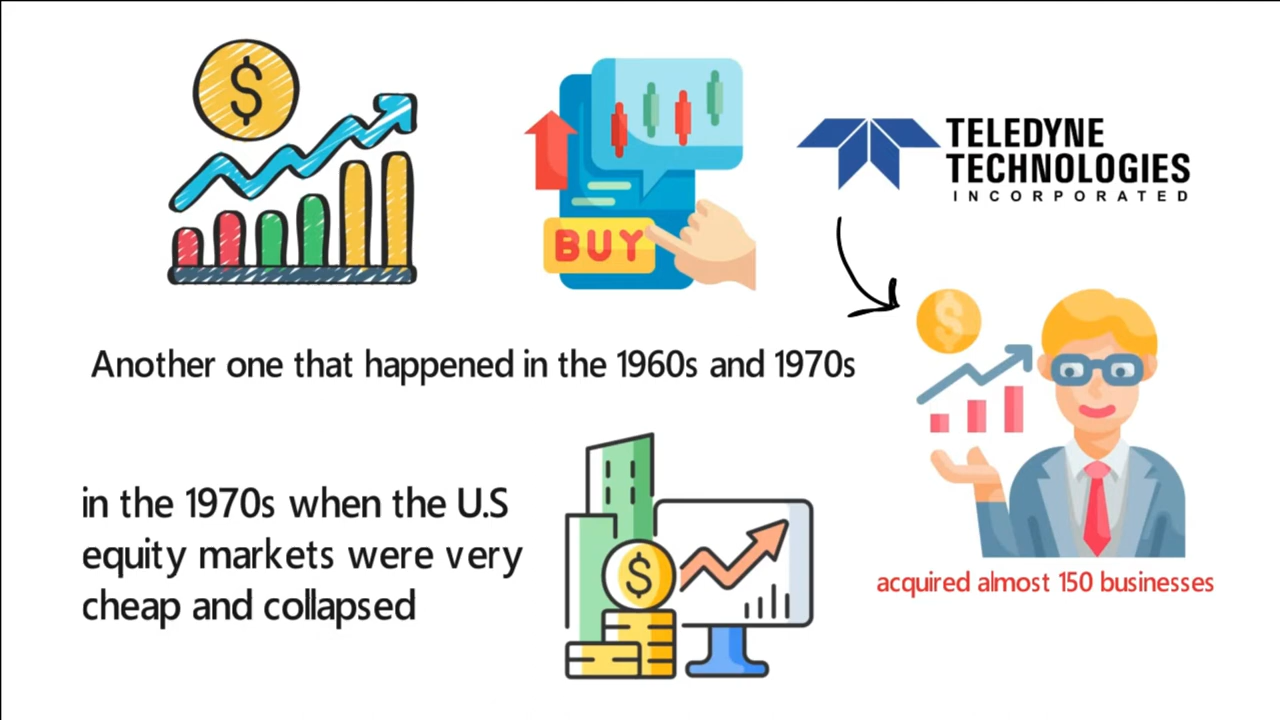 $
BUY
TELEDYNE
TECHNOLOGIES
INCORPORATED
$
Another one that happened in the 1960s and 1970s
in the 1970s when the U.S
equity markets were very
cheap and collapsed
$
acquired almost 150 businesses